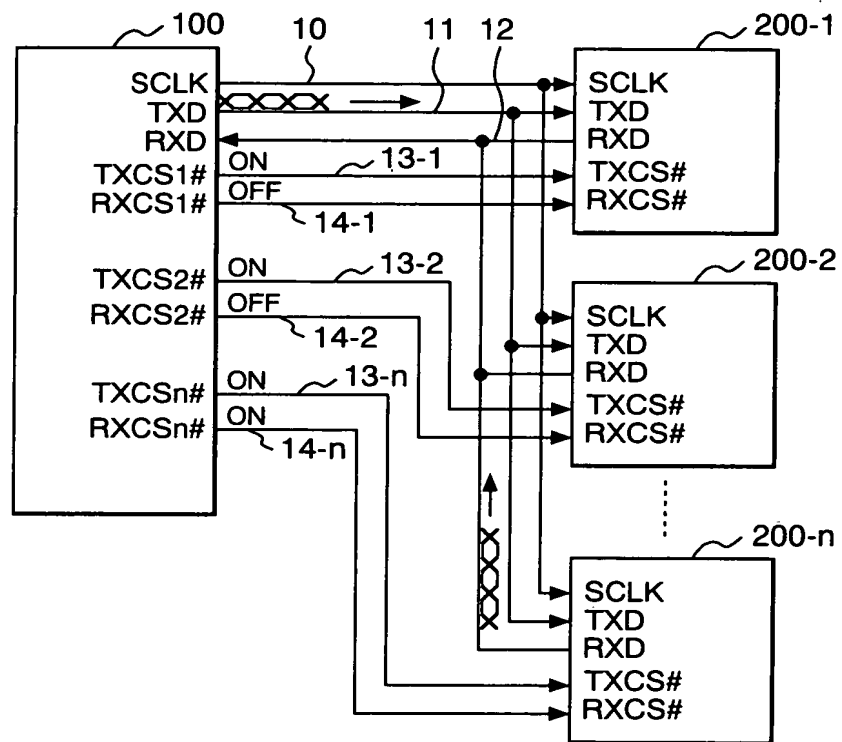 100
10
11
12
200-1
SCLK
TXD
RXD
TXCS1# ON 13-1
RXCS1# OFF 14-1
TXCS2# ON 13-2
RXCS2# OFF 14-2
TXCSn# ON 13-n
RXCSn# ON 14-n
SCLK
TXD
RXD
TXCS#
RXCS#
200-2
SCLK
TXD
RXD
TXCS#
RXCS#
200-n
SCLK
TXD
RXD
TXCS#
RXCS#